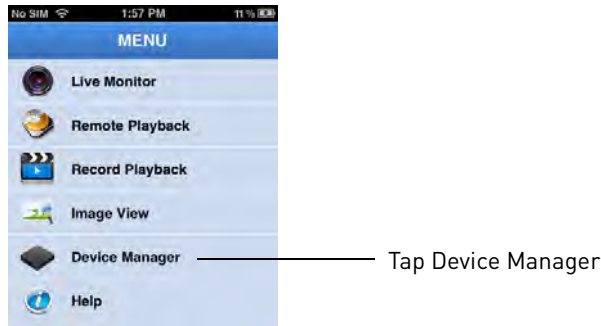 No SIM 1:57 PM 11 %
MENU
Live Monitor
Remote Playback
Record Playback
Image View
Device Manager
Tap Device Manager
Help